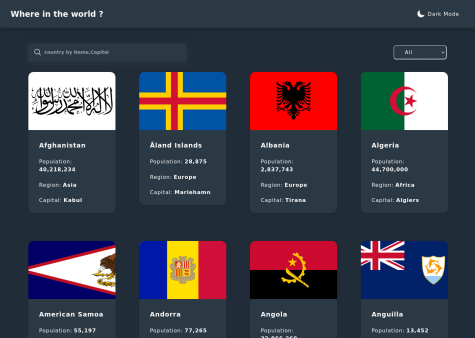 Where in the world ?
Dark Mode
country by Name,Capital
All
Afghanistan
Population:
40,218,234
Region: Asia
Capital: Kabul
Åland Islands
Population: 28,875
Region: Europe
Capital: Mariehamn
Albania
Population:
2,837,743
Region: Europe
Capital: Tirana
Algeria
Population:
44,700,000
Region: Africa
Capital: Algiers
American Samoa
Population: 55,197
Andorra
Population: 77,265
Angola
Population:
Anguilla
Population: 13,452